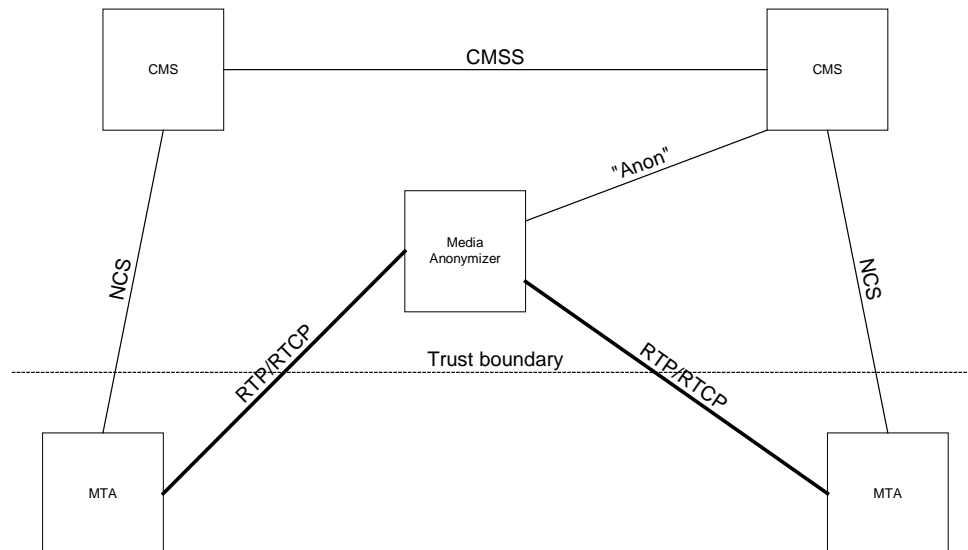 CMSS
CMS
CMS
"Anon"
Media
Anonymizer
NCS
NCS
RTP/RTCP
Trust boundary
RTP/RTCP
MTA
MTA